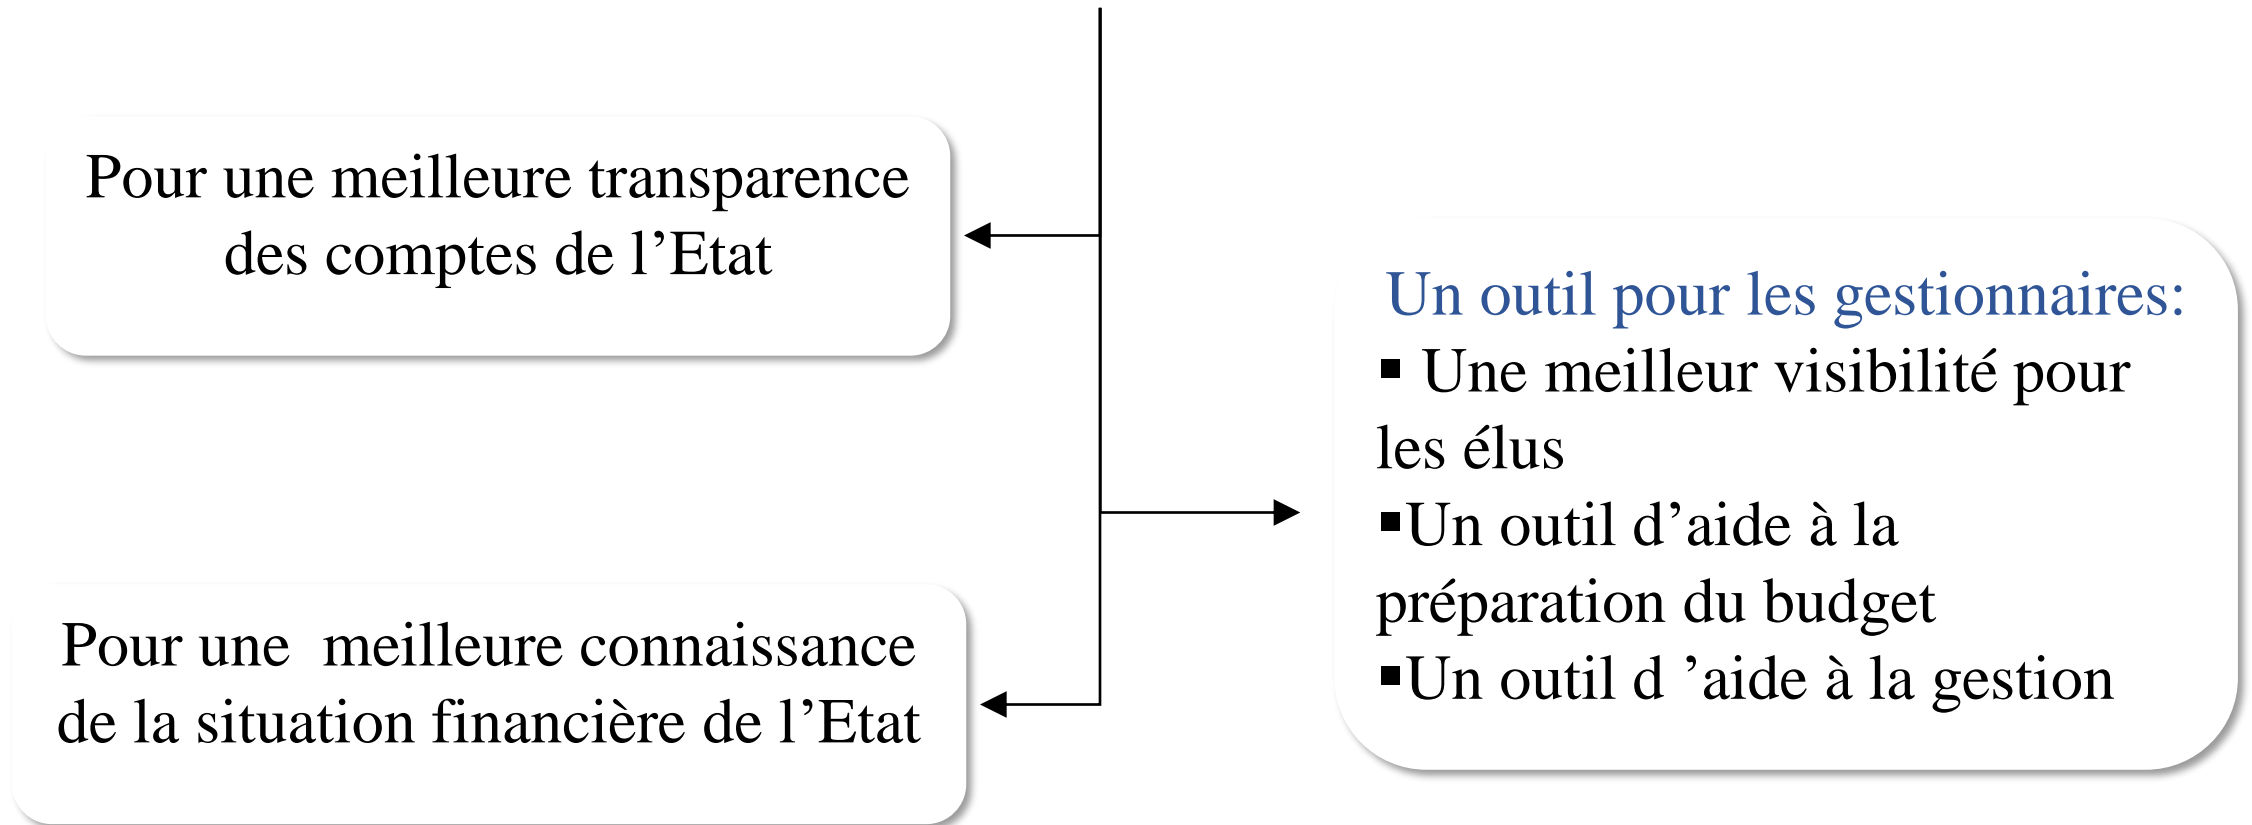 Pour une meilleure transparence
des comptes de l’Etat
Pour une  meilleure connaissance
de la situation financière de l’Etat
Un outil pour les gestionnaires:
▪ Une meilleur visibilité pour
les élus
▪Un outil d’aide à la
préparation du budget
▪Un outil d ’aide à la gestion